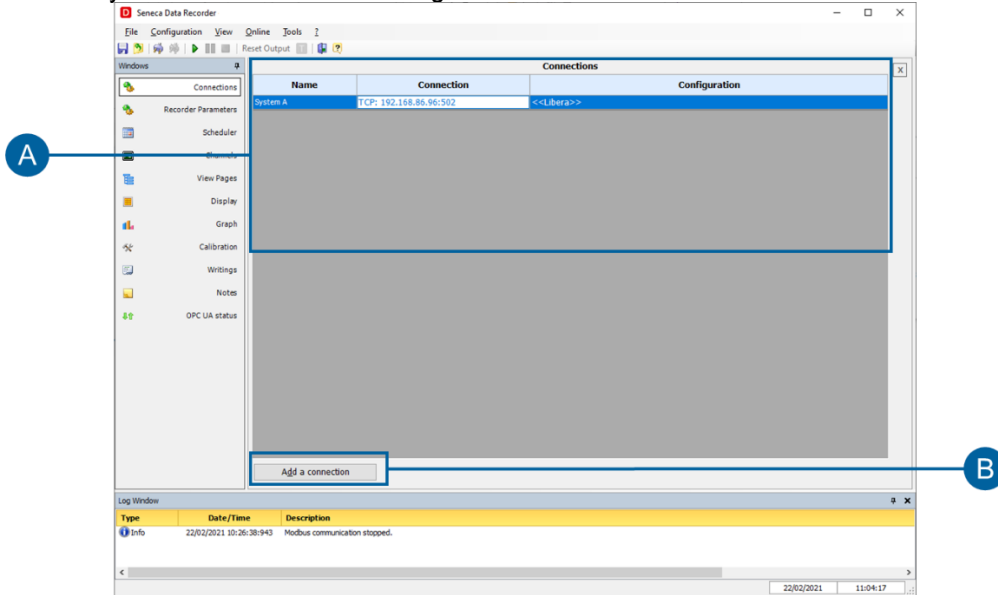 Seneca Data Recorder
File Configuration View Online Tools ?
Reset Output
Windows
Connections
Recorder Parameters
Scheduler
Channels
View Pages
Display
Graph
Calibration
Writings
Notes
OPC UA status
Connections
X
Name Connection Configuration
System A TCP: 192.168.86.96:502 <<Libera>>
Add a connection
A
B
Log Window
Type Date/Time Description
Info 22/02/2021 10:26:38:943 Modbus communication stopped.
22/02/2021 11:04:17